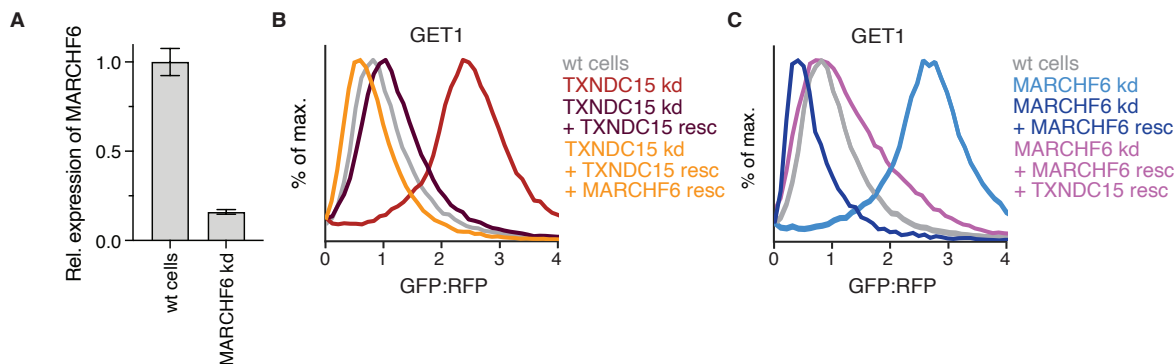 A
Rel. expression of MARCHF6
1.0
0.5
0.0
wt cells
MARCHF6 kd
B
GET1
% of max.
0 1 2 3 4
GFP:RFP
wt cells
TXNDC15 kd
TXNDC15 kd
+ TXNDC15 resc
TXNDC15 kd
+ TXNDC15 resc
+ MARCHF6 resc
C
GET1
% of max.
0 1 2 3 4
GFP:RFP
wt cells
MARCHF6 kd
MARCHF6 kd
+ MARCHF6 resc
MARCHF6 kd
+ MARCHF6 resc
+ TXNDC15 resc